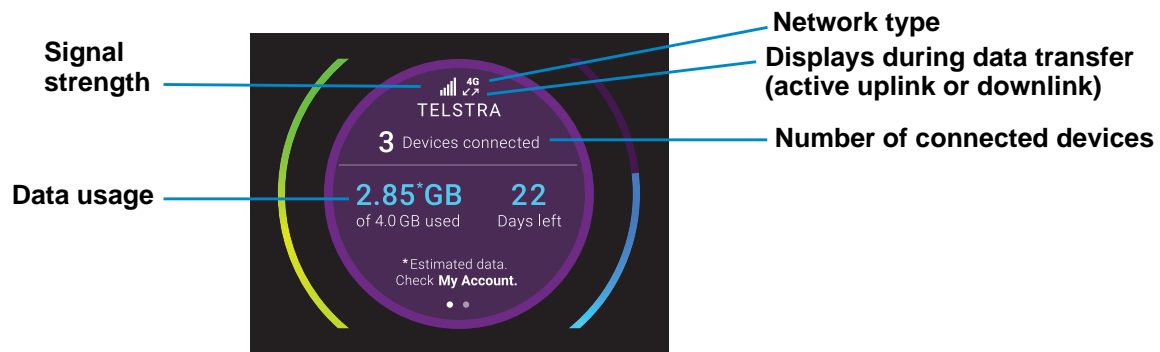 Network type
Signal
strength
Displays during data transfer
(active uplink or downlink)
4G
TELSTRA
3 Devices connected
Number of connected devices
Data usage
2.85*GB
of 4.0 GB used
22
Days left
*Estimated data.
Check My Account.